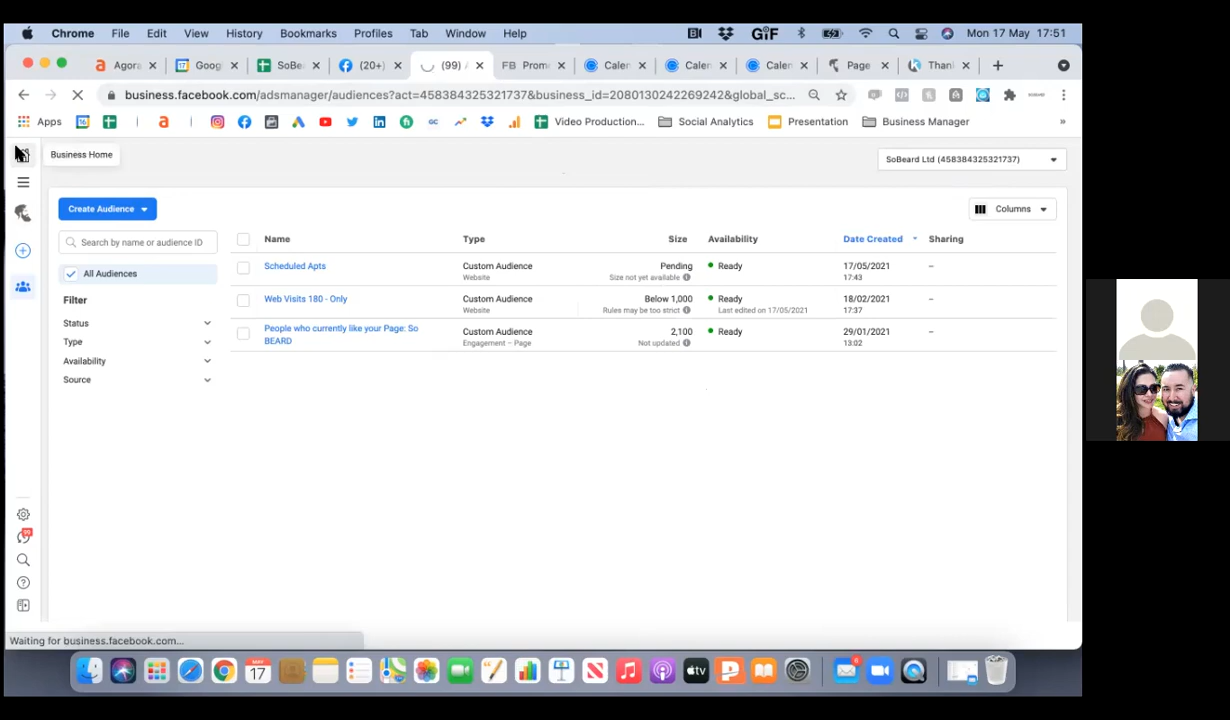 Chrome File Edit View History Bookmarks Profiles Tab Window Help GIF Mon 17 May 17:51
Agora Goog SoBe (20+) (99) FB Prom Calen Calen Calen Page Than
business.facebook.com/adsmanager/audiences?act=458384325321737&business_id=2080130242269242&global_sc...
Apps Video Production... Social Analytics Presentation Business Manager »
Business Home
SoBeard Ltd (458384325321737)
Create Audience
Columns
Search by name or audience ID
Name Type Size Availability Date Created Sharing
All Audiences
Scheduled Apts Custom Audience Pending Ready 17/05/2021 –
Website Size not yet available 17:43
Filter
Web Visits 180 - Only Custom Audience Below 1,000 Ready 18/02/2021 –
Website Rules may be too strict Last edited on 17/05/2021 17:37
Status
People who currently like your Page: So BEARD Custom Audience 2,100 Ready 29/01/2021 –
Engagement – Page Not updated 13:02
Type
Availability
Source
Waiting for business.facebook.com...
MAY
17
tv